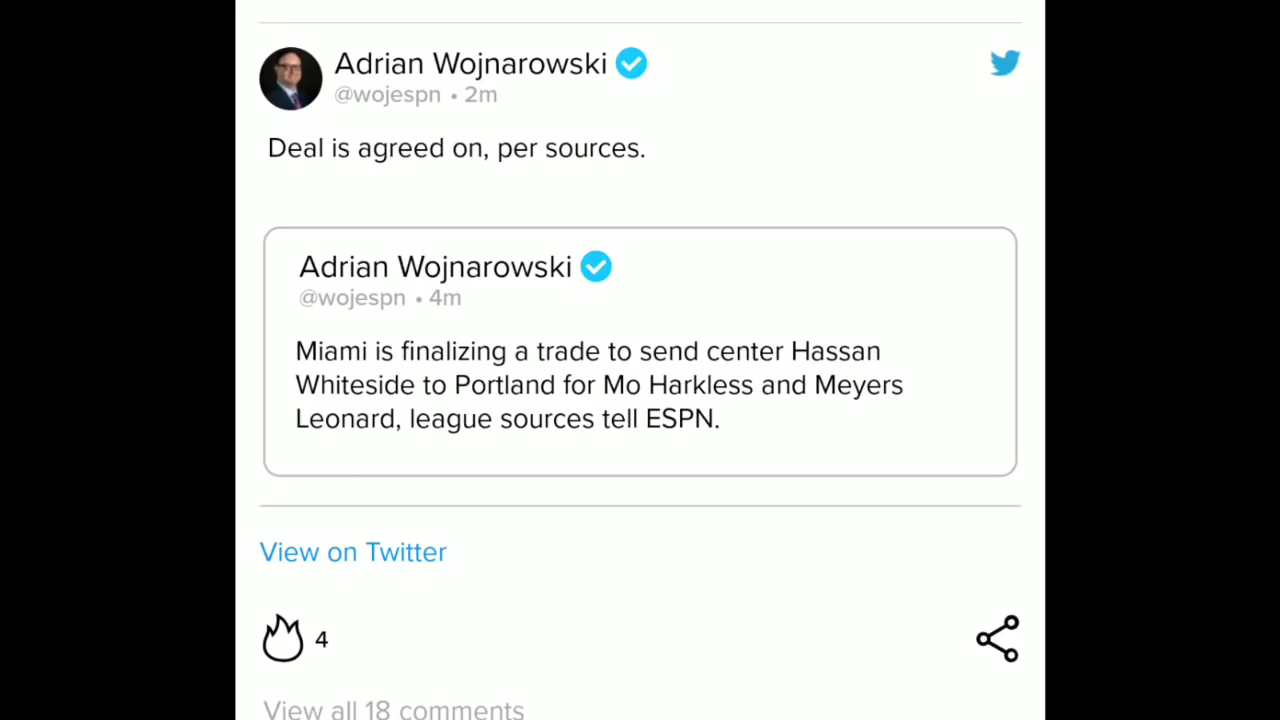 Adrian Wojnarowski
@wojespn • 2m
Deal is agreed on, per sources.
Adrian Wojnarowski
@wojespn • 4m
Miami is finalizing a trade to send center Hassan
Whiteside to Portland for Mo Harkless and Meyers
Leonard, league sources tell ESPN.
View on Twitter
4
View all 18 comments